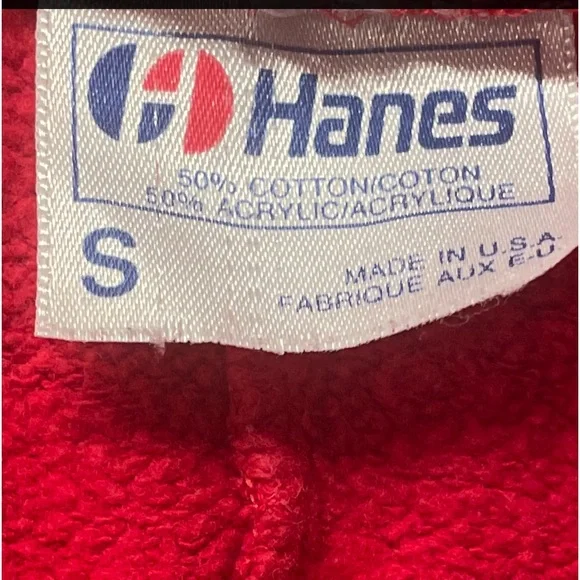 Hanes
50% COTTON/COTON
50% ACRYLIC/ACRYLIQUE
S
MADE IN U.S.A.
FABRIQUE AUX E-U